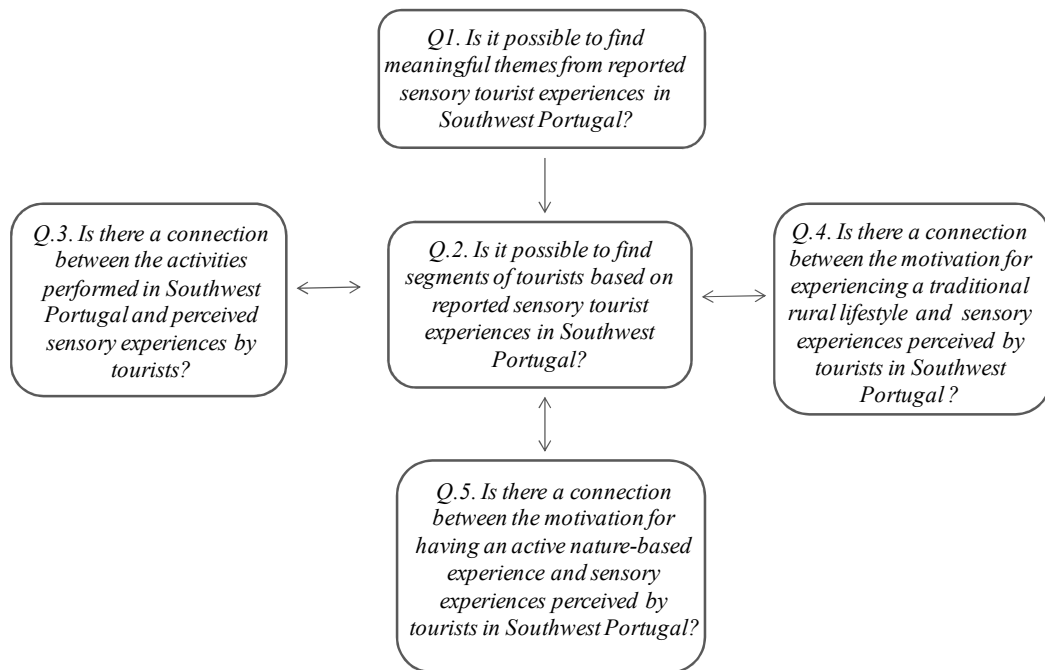 Q1. Is it possible to find
meaningful themes from reported
sensory tourist experiences in
Southwest Portugal?
Q.3. Is there a connection
between the activities
performed in Southwest
Portugal and perceived
sensory experiences by
tourists?
Q.2. Is it possible to find
segments of tourists based on
reported sensory tourist
experiences in Southwest
Portugal?
Q.4. Is there a connection
between the motivation for
experiencing a traditional
rural lifestyle and sensory
experiences perceived by
tourists in Southwest
Portugal ?
Q.5. Is there a connection
between the motivation for
having an active nature-based
experience and sensory
experiences perceived by
tourists in Southwest Portugal?